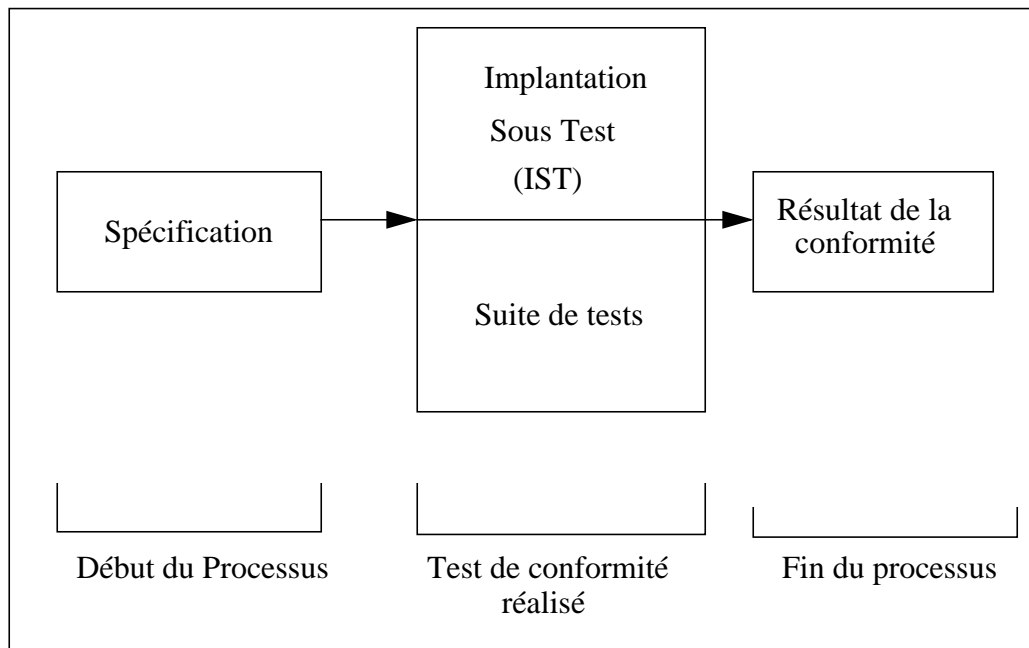 Implantation
Sous Test
(IST)
Spécification
Résultat de la
conformité
Suite de tests
Début du Processus
Test de conformité
réalisé
Fin du processus